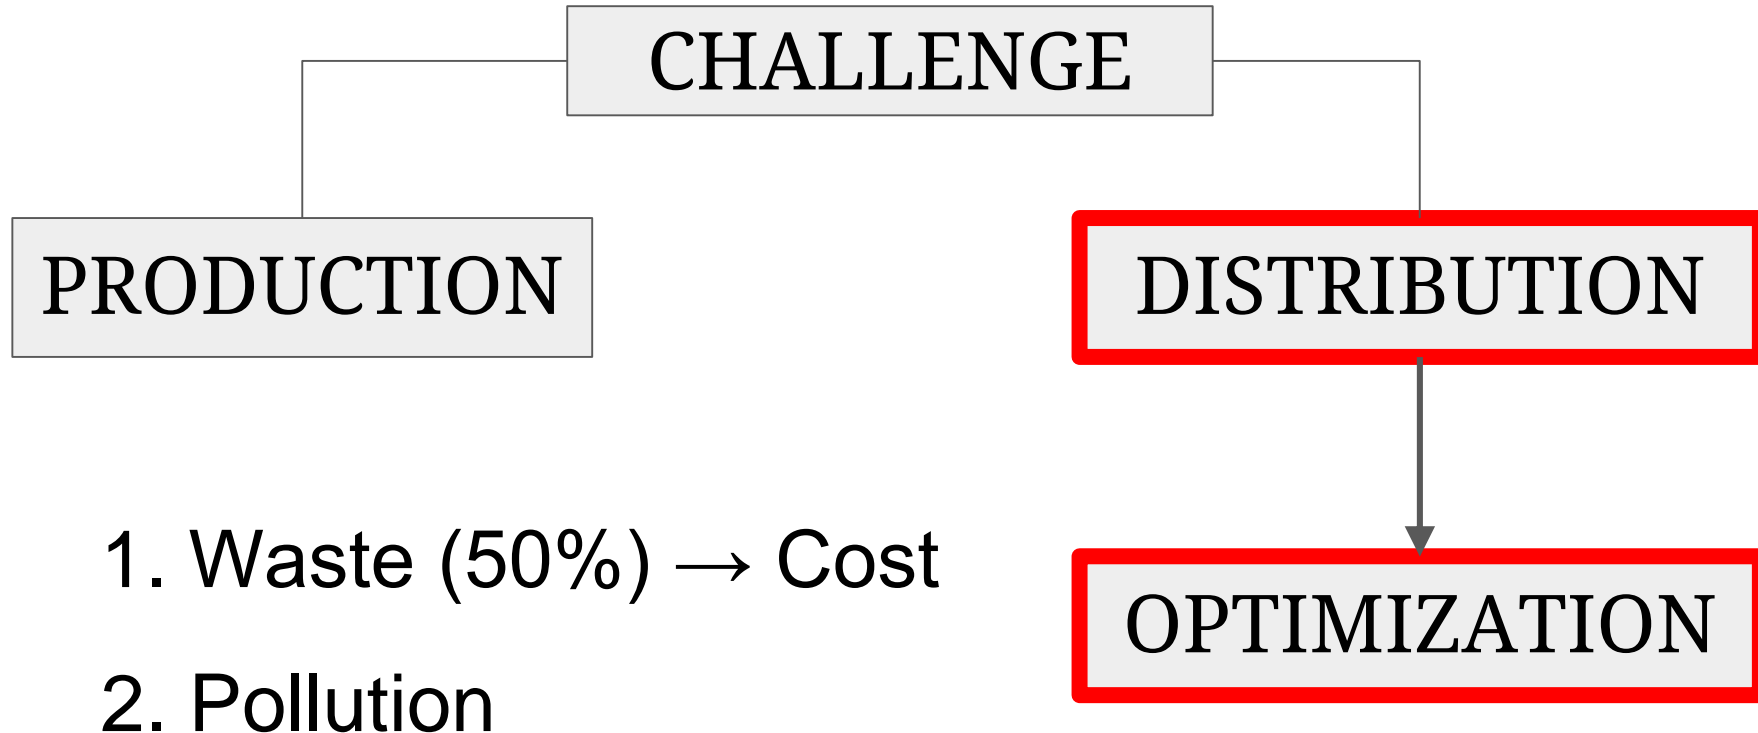 CHALLENGE
PRODUCTION
DISTRIBUTION
1. Waste (50%) → Cost
OPTIMIZATION
2. Pollution